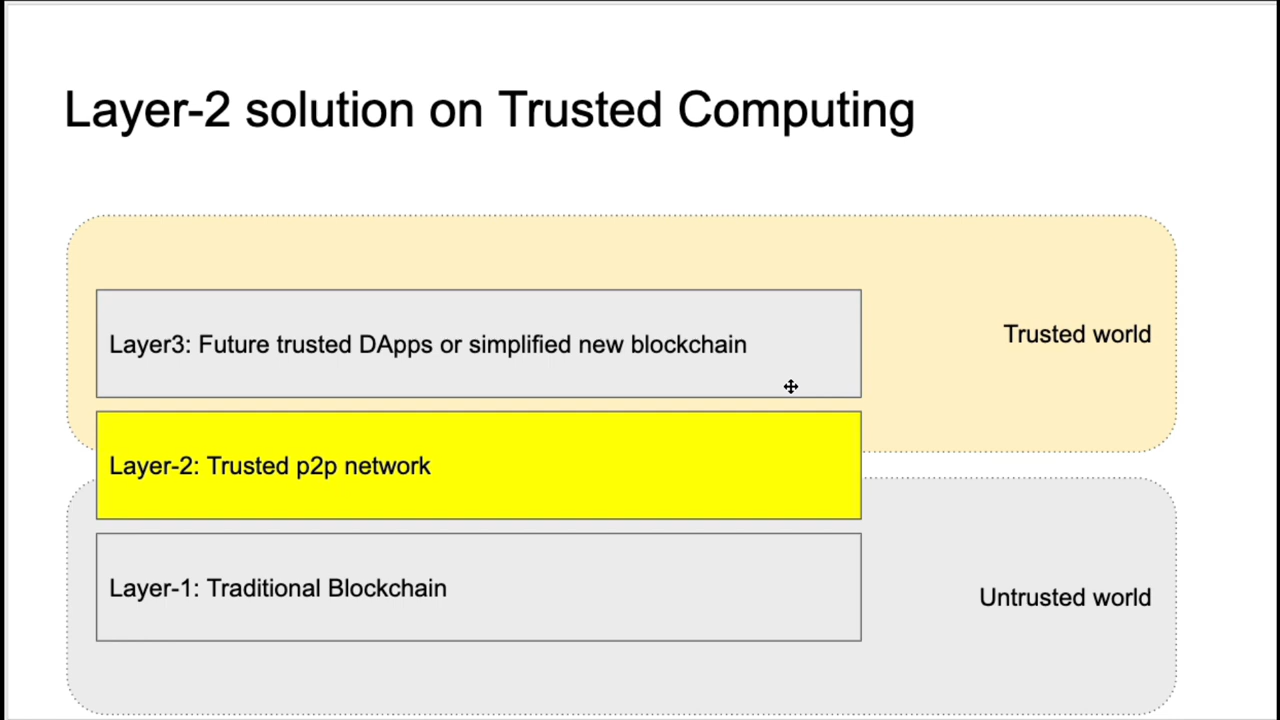 Layer-2 solution on Trusted Computing
Layer3: Future trusted DApps or simplified new blockchain
Trusted world
Layer-2: Trusted p2p network
Layer-1: Traditional Blockchain
Untrusted world